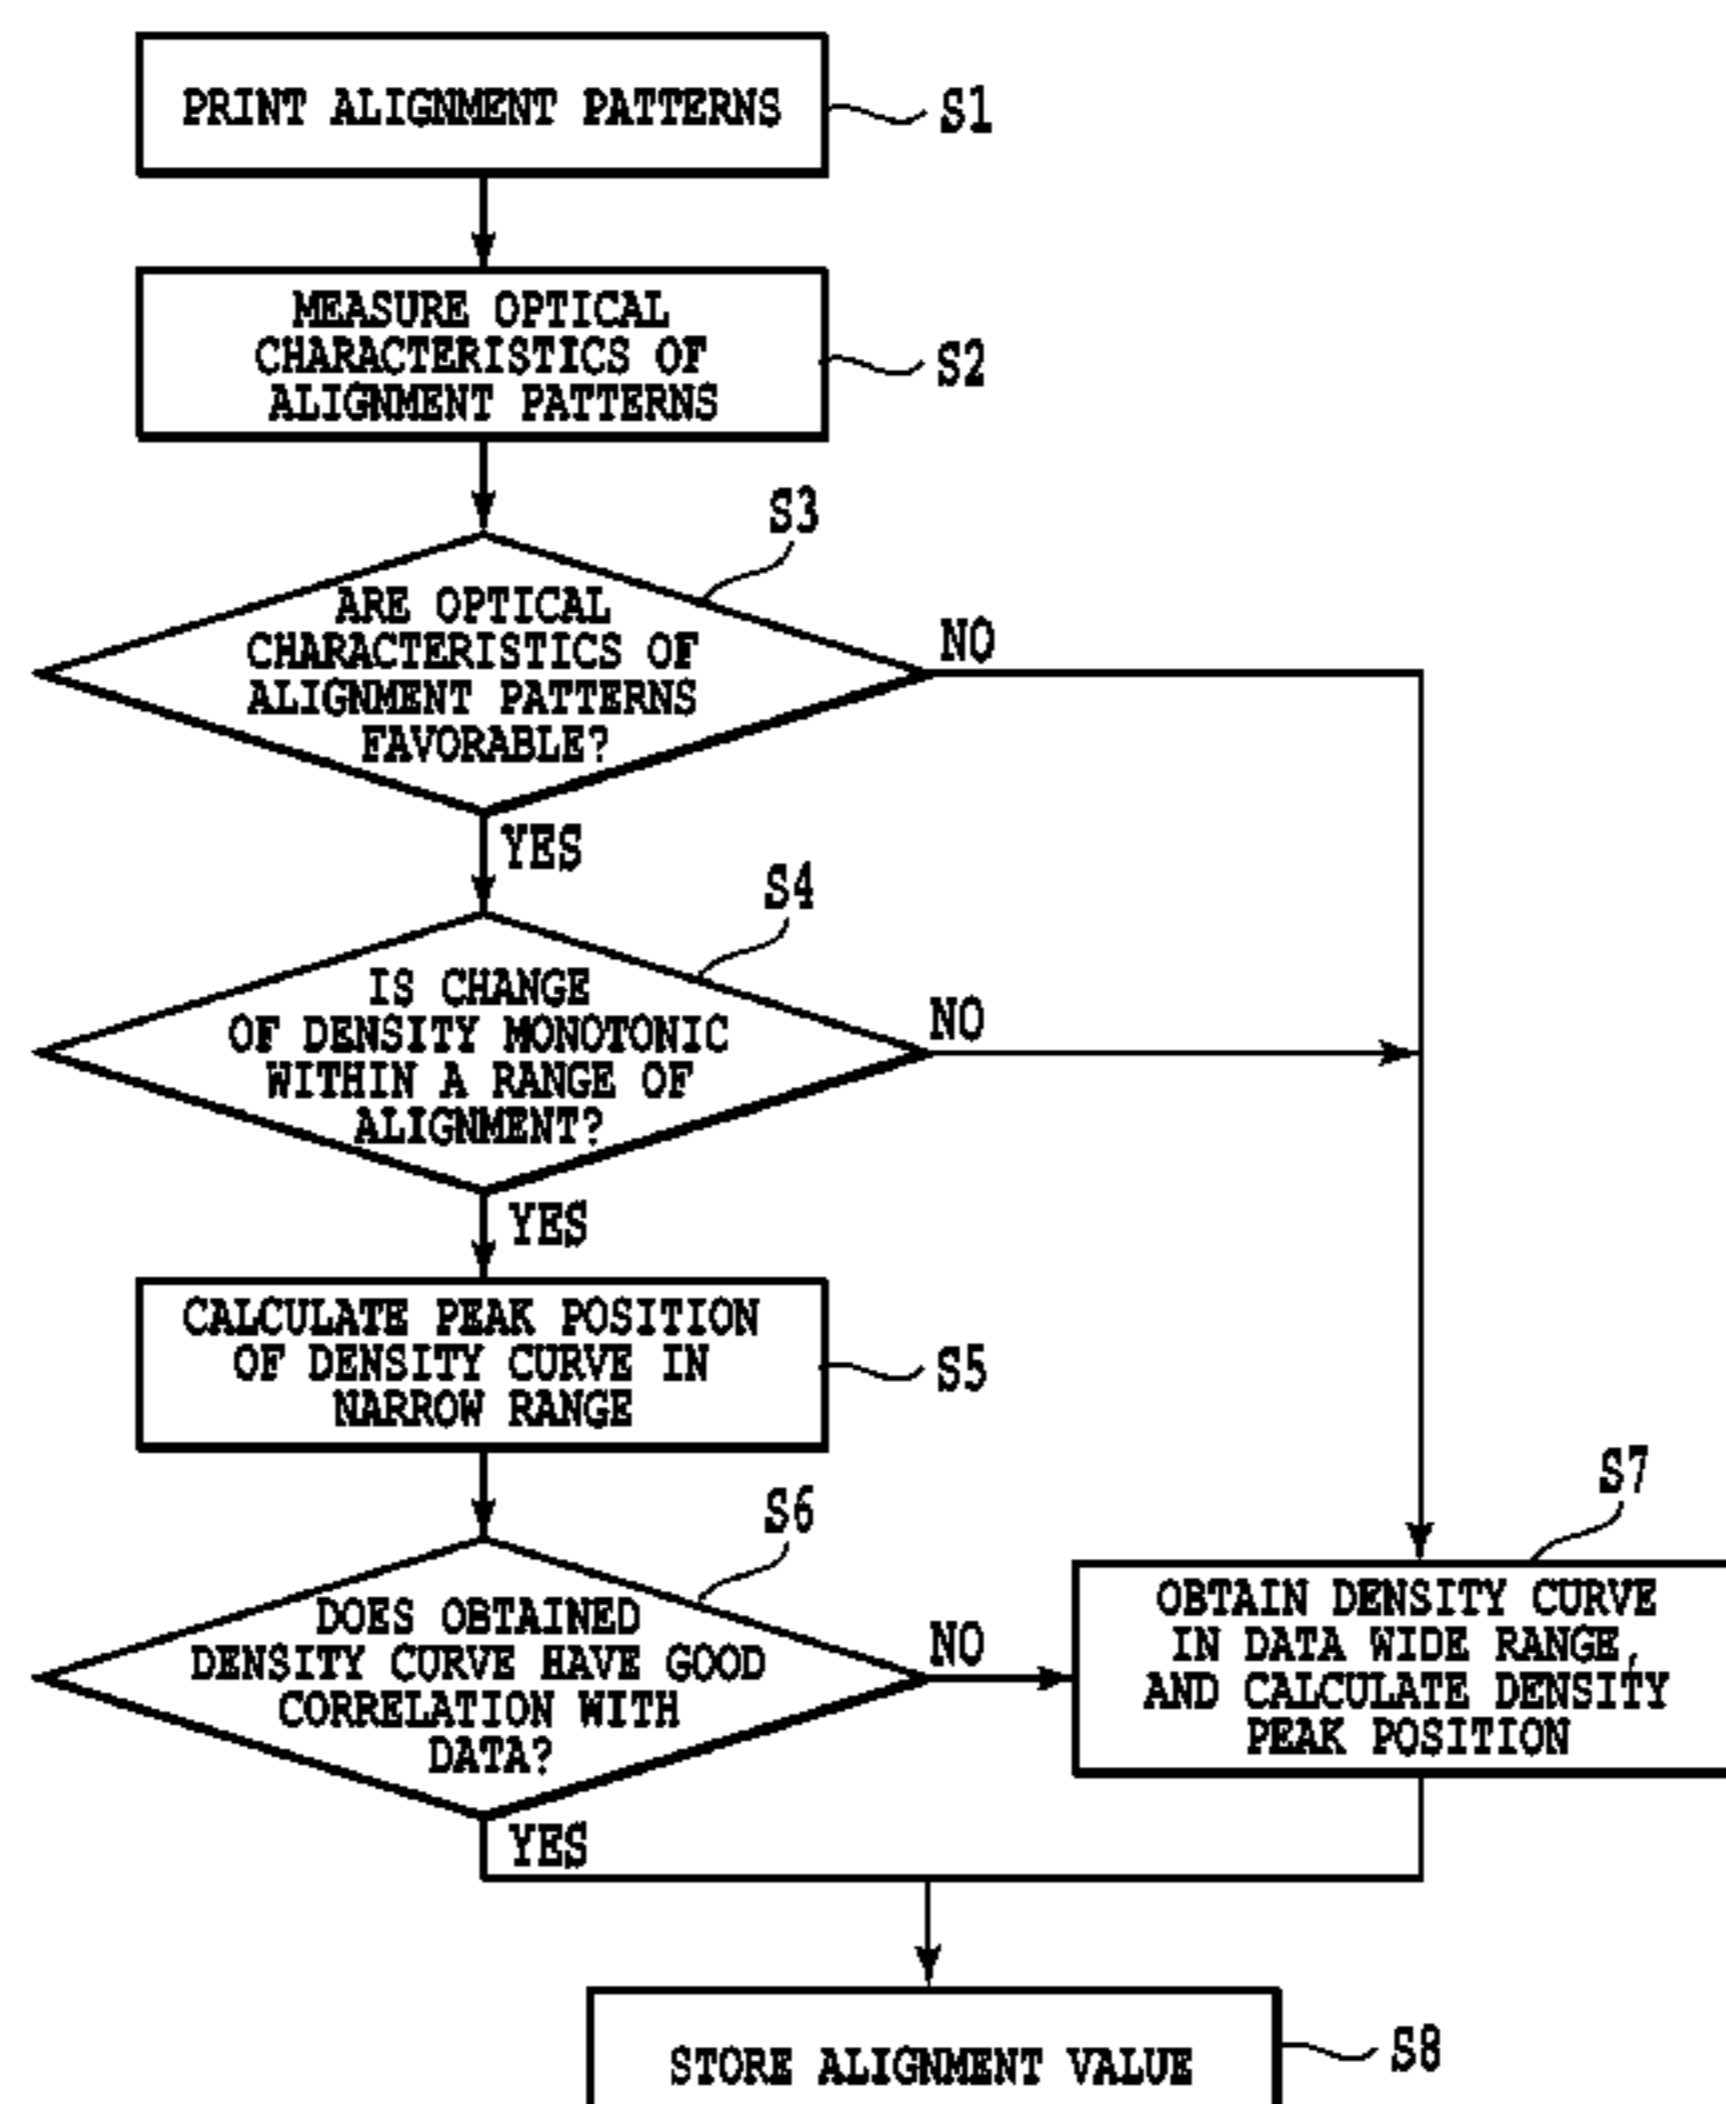 PRINT ALIGNMENT PATTERNS
S1
MEASURE OPTICAL
CHARACTERISTICS OF
ALIGNMENT PATTERNS
S2
S3
ARE OPTICAL
CHARACTERISTICS OF
ALIGNMENT PATTERNS
FAVORABLE?
NO
YES
S4
IS CHANGE
OF DENSITY MONOTONIC
WITHIN A RANGE OF
ALIGNMENT?
NO
YES
CALCULATE PEAK POSITION
OF DENSITY CURVE IN
NARROW RANGE
S5
S6
DOES OBTAINED
DENSITY CURVE HAVE GOOD
CORRELATION WITH
DATA?
NO
YES
S7
OBTAIN DENSITY CURVE
IN DATA WIDE RANGE,
AND CALCULATE DENSITY
PEAK POSITION
STORE ALIGNMENT VALUE
S8